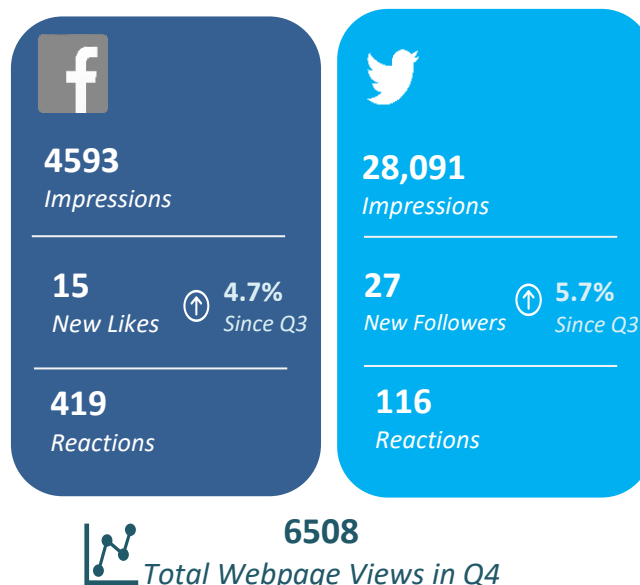 f
4593
Impressions
15
New Likes
4.7%
Since Q3
419
Reactions
28,091
Impressions
27
New Followers
5.7%
Since Q3
116
Reactions
6508
Total Webpage Views in Q4